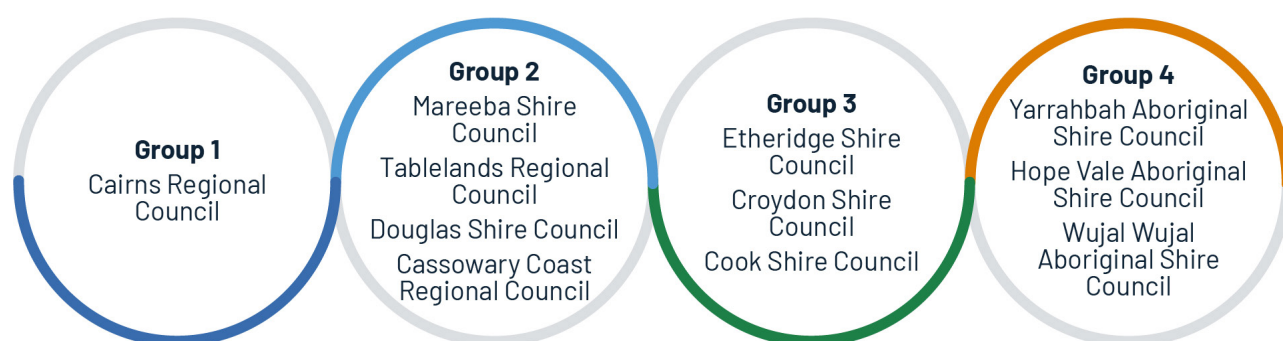 Group 1
Cairns Regional
Council
Group 2
Mareeba Shire
Council
Tablelands Regional
Council
Douglas Shire Council
Cassowary Coast
Regional Council
Group 3
Etheridge Shire
Council
Croydon Shire
Council
Cook Shire Council
Group 4
Yarrahbah Aboriginal
Shire Council
Hope Vale Aboriginal
Shire Council
Wujal Wujal
Aboriginal Shire
Council